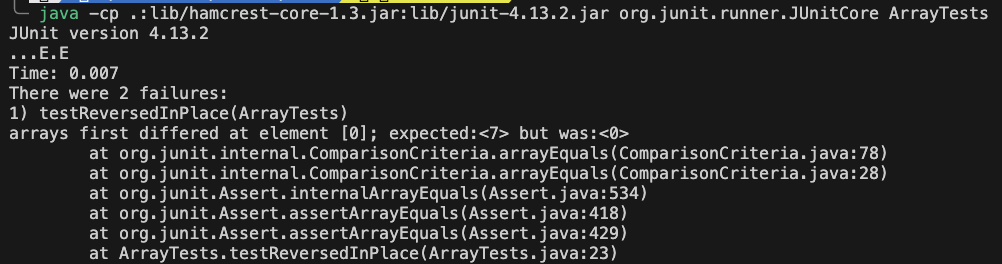 java -cp .:lib/hamcrest-core-1.3.jar:lib/junit-4.13.2.jar org.junit.runner.JUnitCore ArrayTests
JUnit version 4.13.2
...E.E
Time: 0.007
There were 2 failures:
1) testReversedInPlace(ArrayTests)
arrays first differed at element [0]; expected:<7> but was:<0>
        at org.junit.internal.ComparisonCriteria.arrayEquals(ComparisonCriteria.java:78)
        at org.junit.internal.ComparisonCriteria.arrayEquals(ComparisonCriteria.java:28)
        at org.junit.Assert.internalArrayEquals(Assert.java:534)
        at org.junit.Assert.assertArrayEquals(Assert.java:418)
        at org.junit.Assert.assertArrayEquals(Assert.java:429)
        at ArrayTests.testReversedInPlace(ArrayTests.java:23)